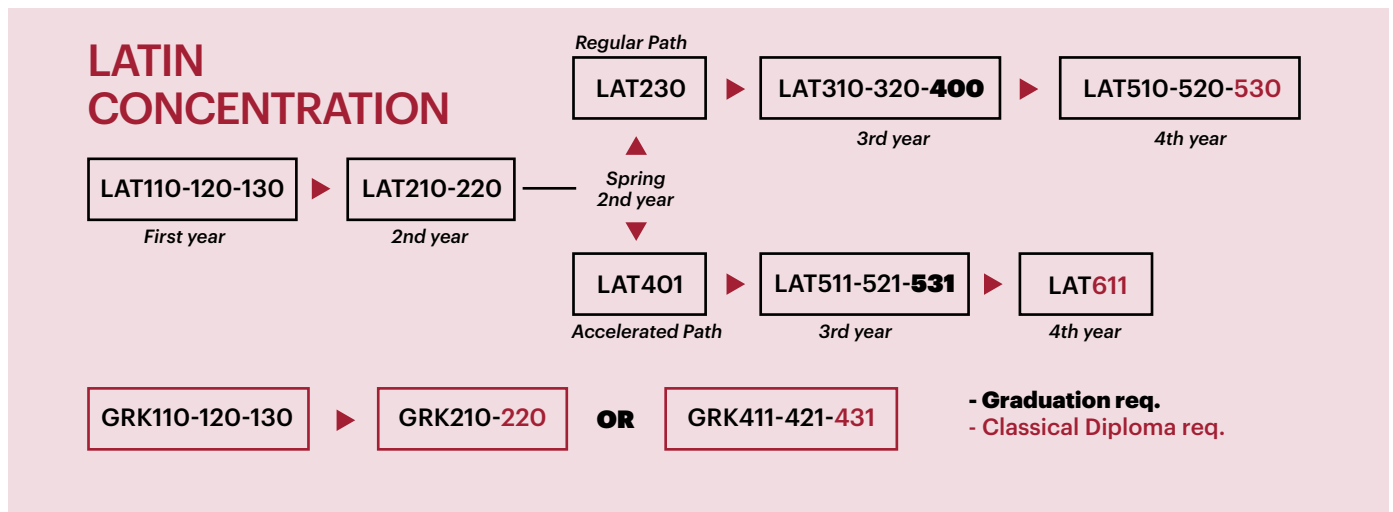 LATIN
CONCENTRATION
Regular Path
LAT230
LAT310-320-400
3rd year
LAT510-520-530
4th year
LAT110-120-130
First year
LAT210-220
2nd year
Spring
2nd year
LAT401
Accelerated Path
LAT511-521-531
3rd year
LAT611
4th year
GRK110-120-130
GRK210-220
OR
GRK411-421-431
- Graduation req.
- Classical Diploma req.